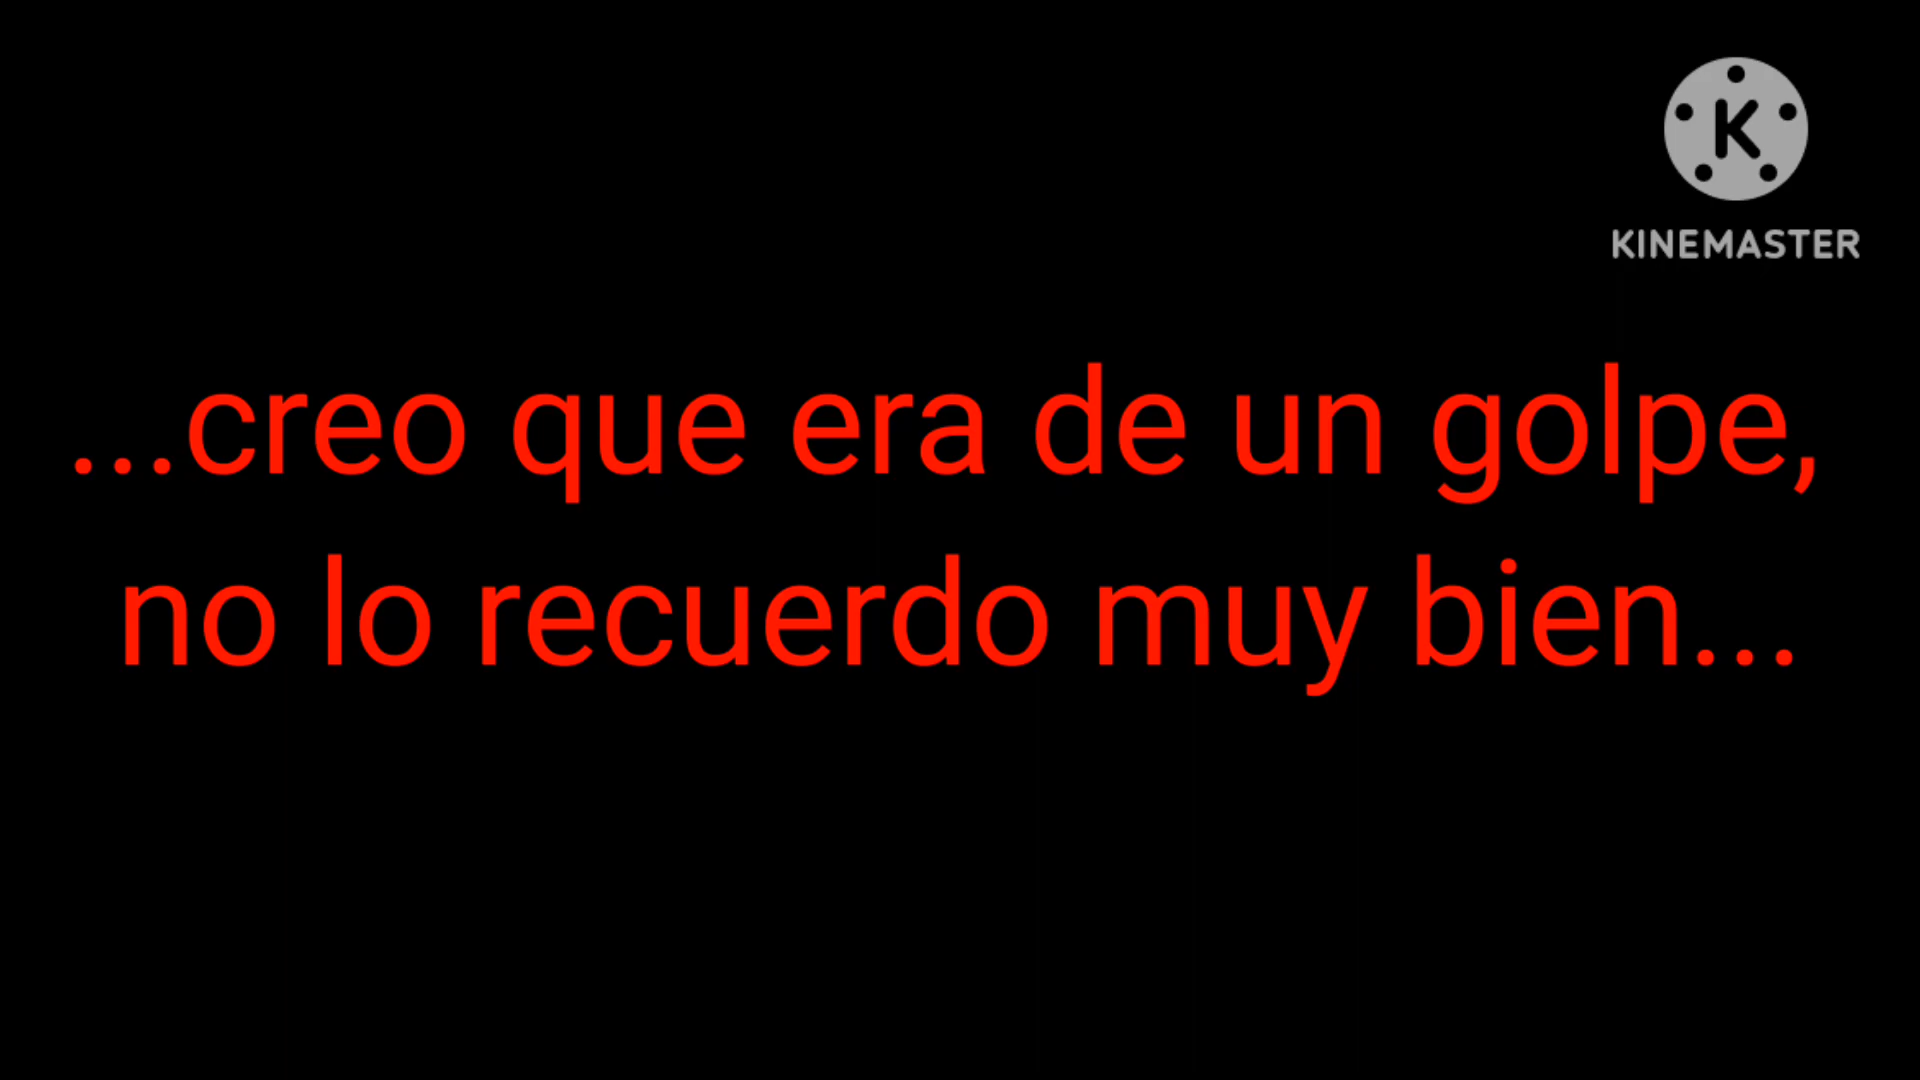 KINEMASTER
...creo que era de un golpe,
no lo recuerdo muy bien...